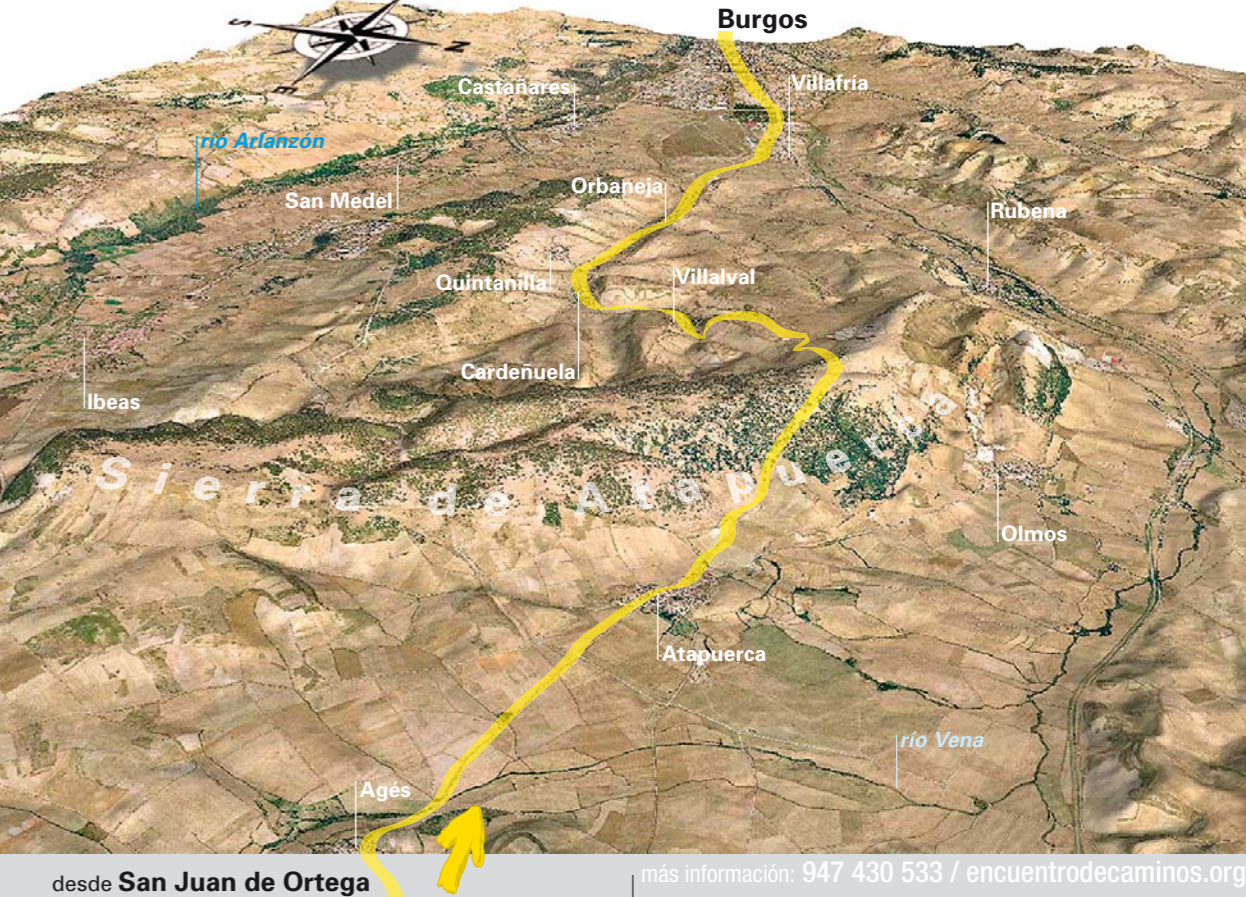 Burgos
S
N
E
Castañares
Villafría
río Arlanzón
San Medel
Orbaneja
Rubena
Quintanilla
Villalval
Cardeñuela
Ibeas
Sierra de Atapuerca
Olmos
Atapuerca
río Vena
Agés
desde San Juan de Ortega
más información: 947 430 533 / encuentrodecaminos.org